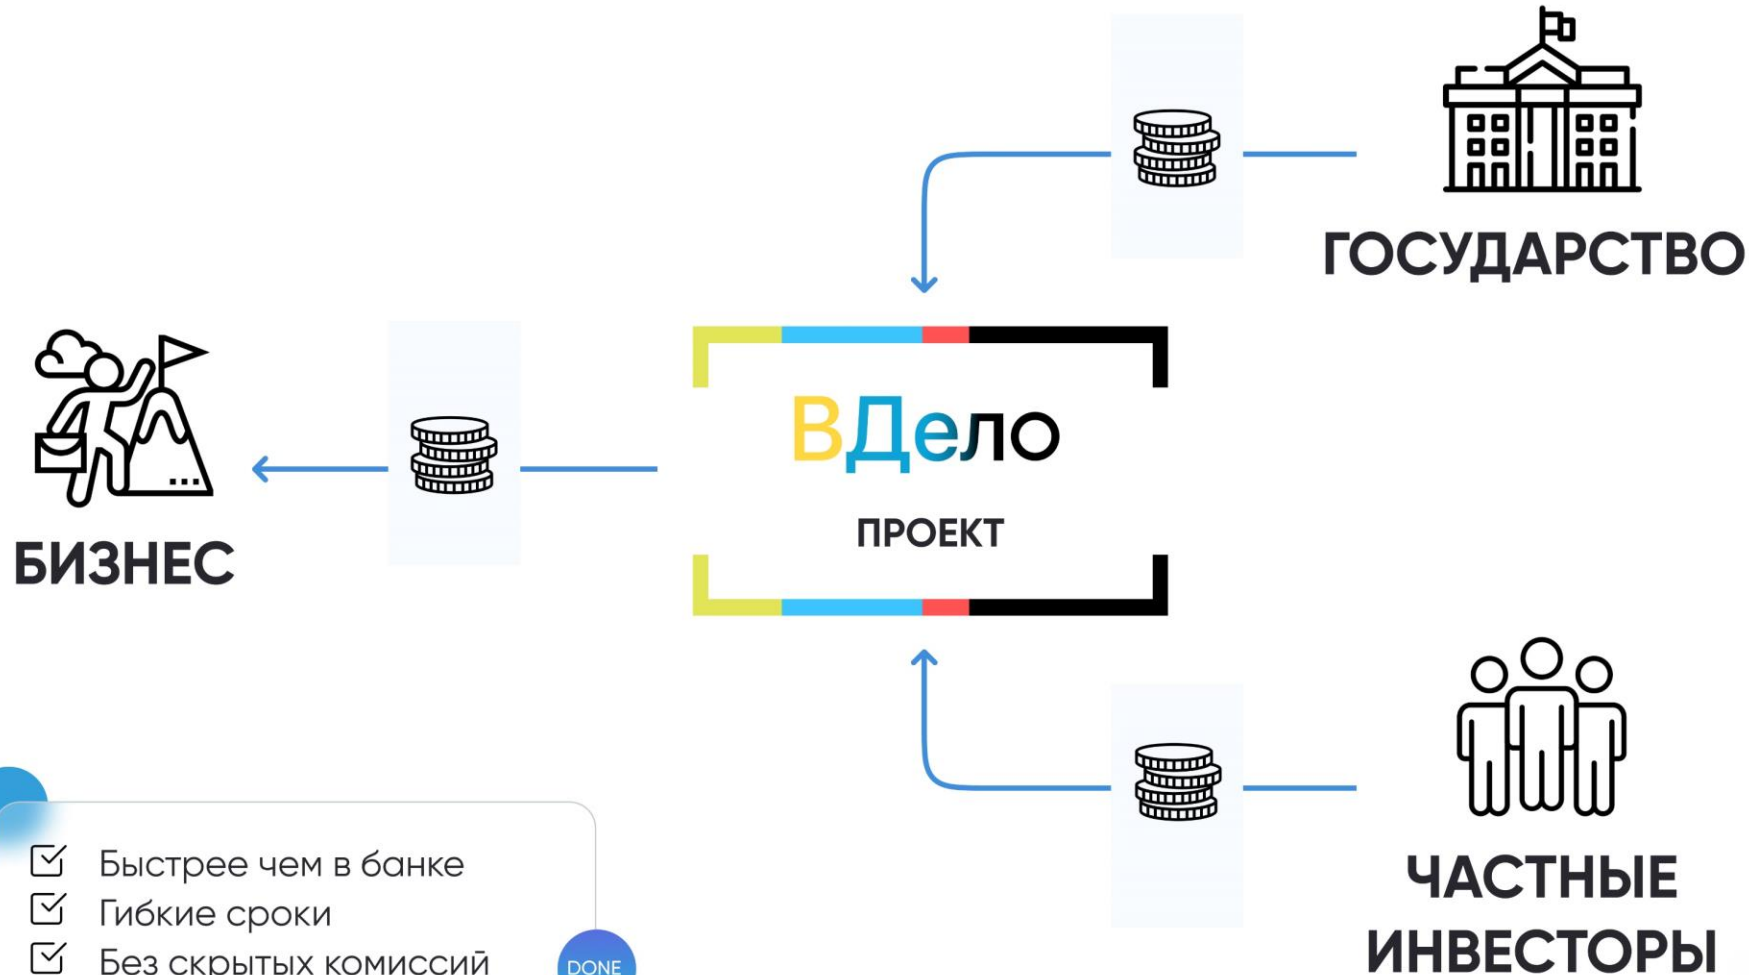 ГОСУДАРСТВО
БИЗНЕС
ВДело
ПРОЕКТ
ЧАСТНЫЕ
ИНВЕСТОРЫ
Быстрее чем в банке
Гибкие сроки
Без скрытых комиссий
DONE